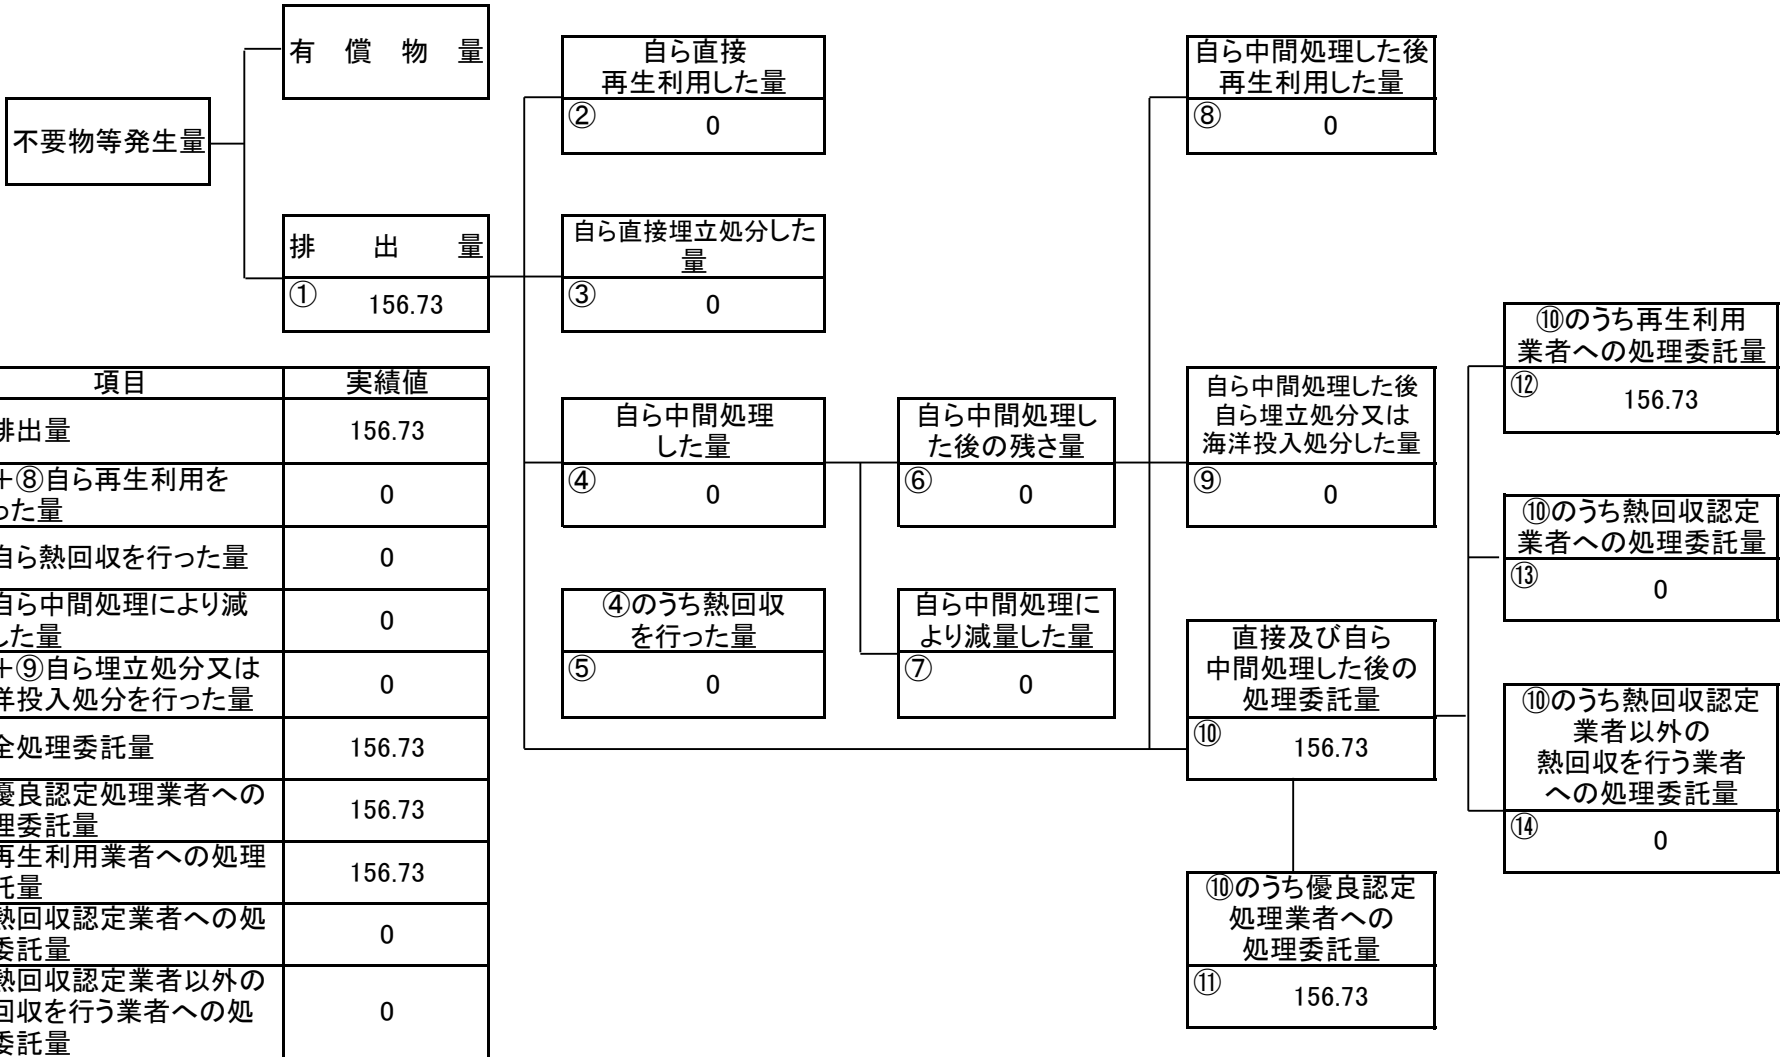 有償物量
不要物等発生量
排出量
① 156.73
自ら直接
再生利用した量
② 0
自ら直接埋立処分した
量
③ 0
自ら中間処理
した量
④ 0
④のうち熱回収
を行った量
⑤ 0
自ら中間処理し
た後の残さ量
⑥ 0
自ら中間処理に
より減量した量
⑦ 0
自ら中間処理した後
再生利用した量
⑧ 0
自ら中間処理した後
自ら埋立処分又は
海洋投入処分した量
⑨ 0
直接及び自ら
中間処理した後の
処理委託量
⑩ 156.73
⑩のうち優良認定
処理業者への
処理委託量
⑪ 156.73
⑩のうち再生利用
業者への処理委託量
⑫ 156.73
⑩のうち熱回収認定
業者への処理委託量
⑬ 0
⑩のうち熱回収認定
業者以外の
熱回収を行う業者
への処理委託量
⑭ 0
項目 実績値
排出量 156.73
+⑧自ら再生利用を
った量 0
自ら熱回収を行った量 0
自ら中間処理により減
した量 0
+⑨自ら埋立処分又は
洋投入処分を行った量 0
全処理委託量 156.73
優良認定処理業者への
理委託量 156.73
再生利用業者への処理
託量 156.73
熱回収認定業者への処
委託量 0
熱回収認定業者以外の
回収を行う業者への処
委託量 0